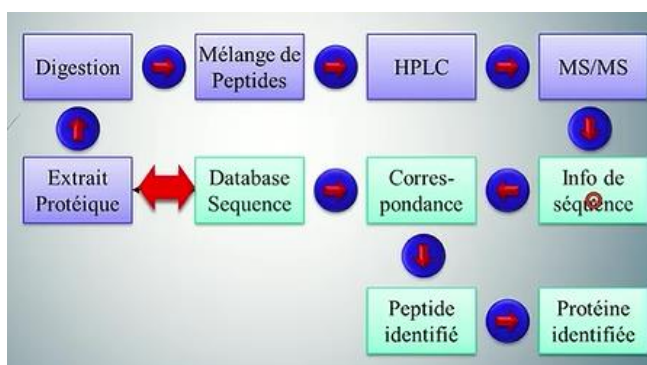 Digestion
Mélange de
Peptides
HPLC
MS/MS
Extrait
Protéique
Database
Sequence
Corres-
pondance
Info de
séquence
Peptide
identifié
Protéine
identifiée